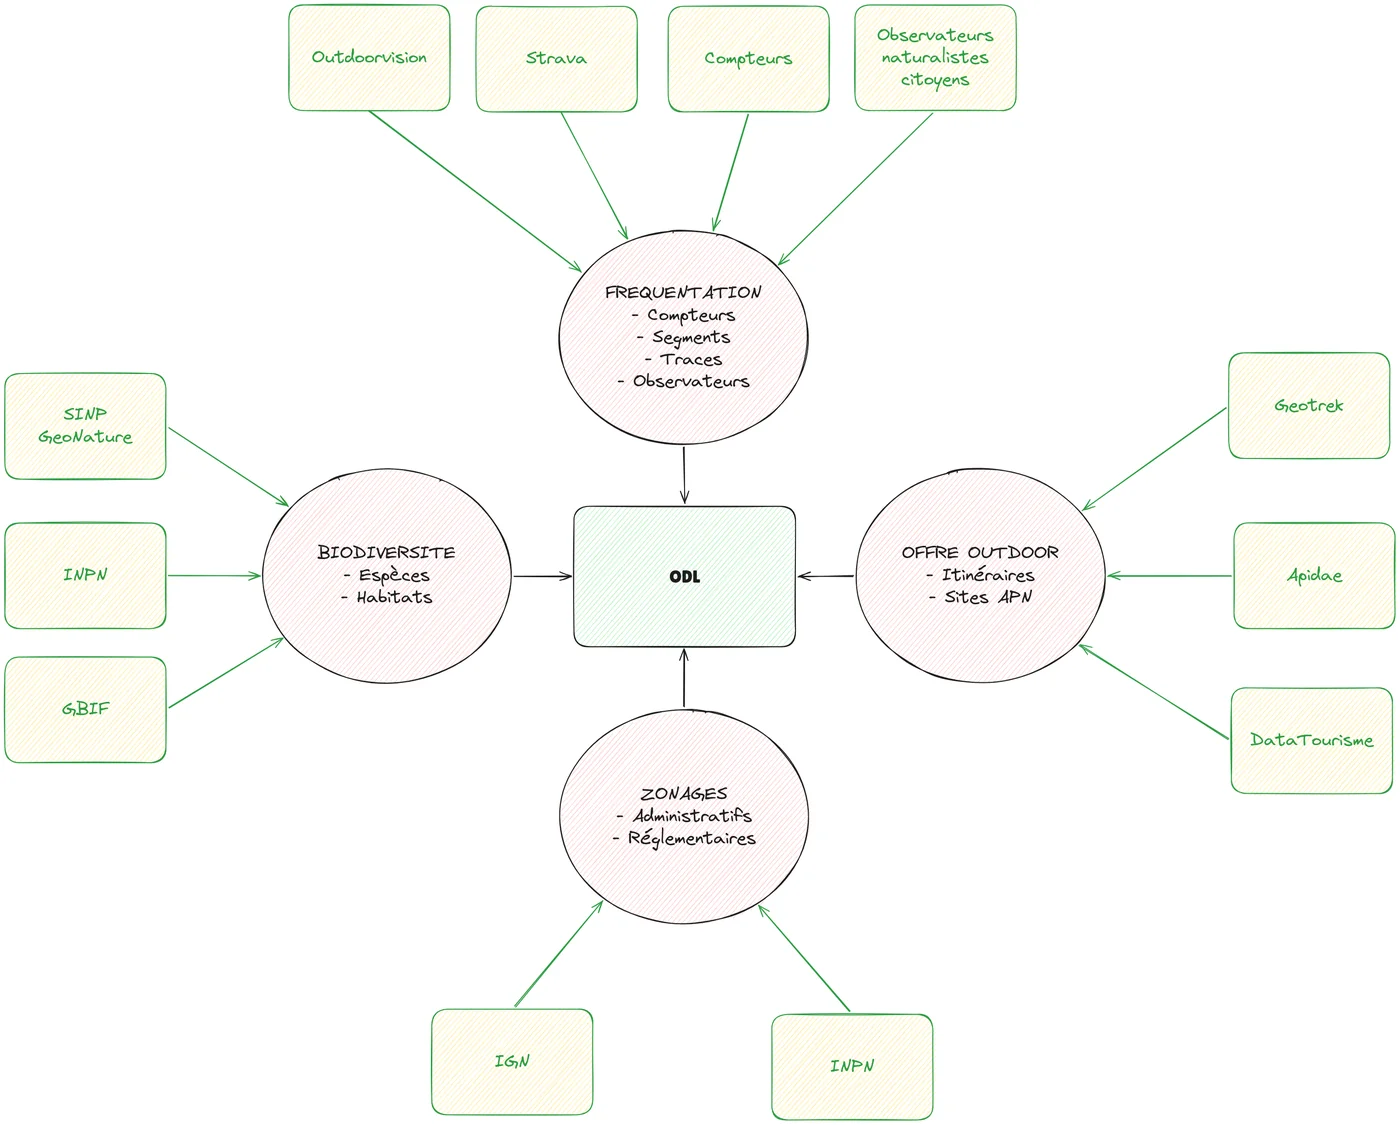 Outdoorvision
Strava
Compteurs
Observateurs
naturalistes
citoyens
FREQUENTATION
- Compteurs
- Segments
- Traces
- Observateurs
SINP
GeoNature
INPN
GBIF
BIODIVERSITE
- Espèces
- Habitats
ODL
OFFRE OUTDOOR
- Itinéraires
- Sites APN
Geotrek
Apidae
DataTourisme
ZONAGES
- Administratifs
- Réglementaires
IGN
INPN